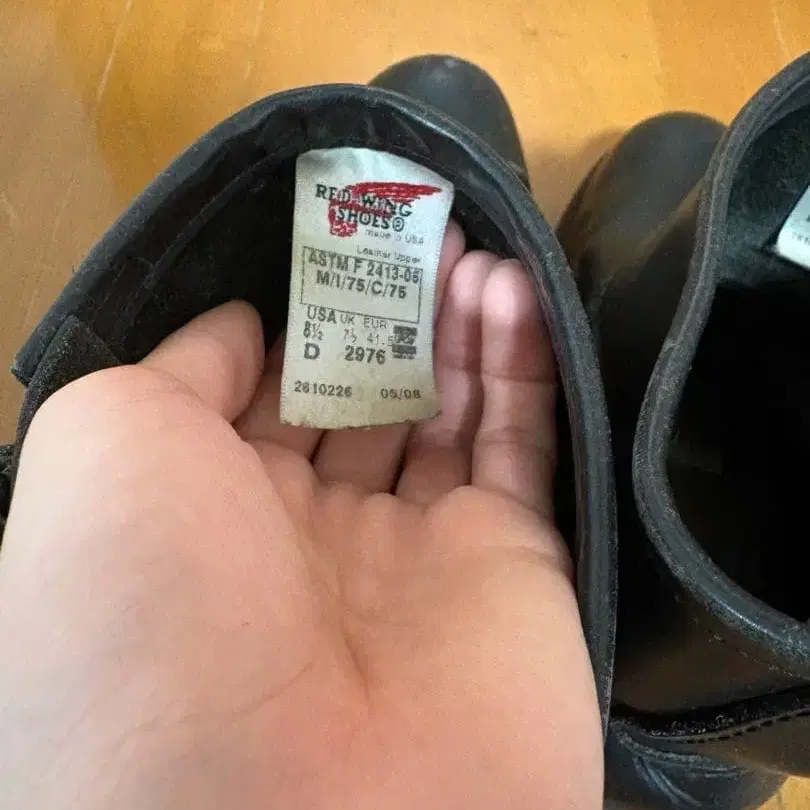 RED WING
SHOES®
made in USA
Leather Upper
ASTM F 2413-05
M/I/75/C/75
USA UK EUR
8½ 7½ 41.5
D 2976
2610226 05/08